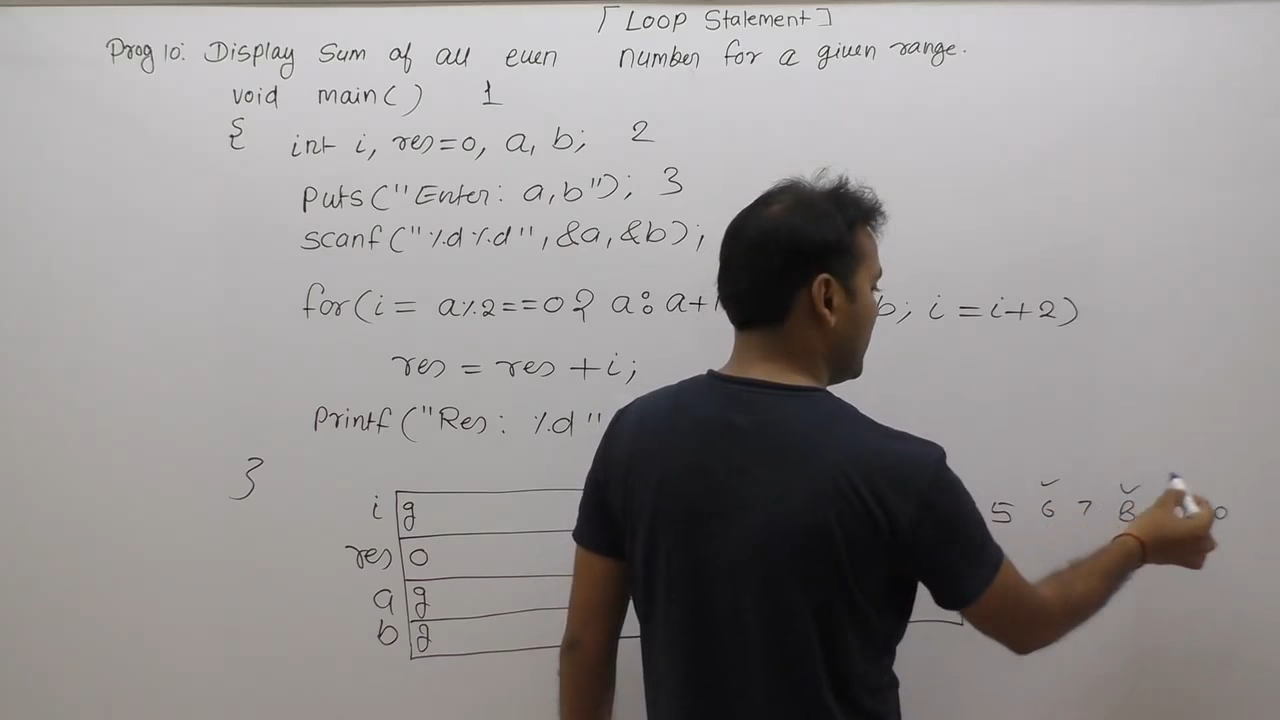 [Loop Statement]
Prog 10: Display Sum of all even number for a given range.
void main() 1
{ int i, res=0, a, b; 2
puts("Enter: a,b"); 3
scanf("%d%d",&a,&b);
for(i= a%2==0? a: a+ b; i=i+2)
res = res +i;
Printf("Res: %d"
}
i g 5 6 7 8 0
res 0
a g
b g